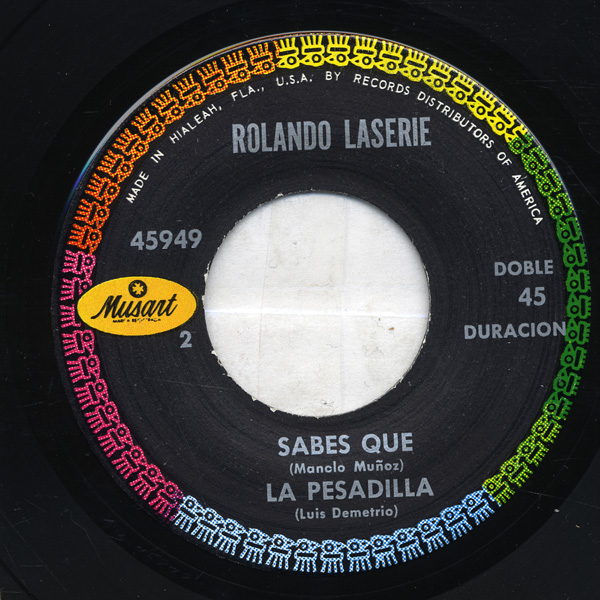 MADE IN HIALEAH, FLA., U.S.A. BY RECORDS DISTRIBUTORS OF AMERICA
ROLANDO LASERIE
45949
DOBLE
45
DURACION
Musart
2
SABES QUE
(Manclo Muñoz)
LA PESADILLA
(Luis Demetrio)